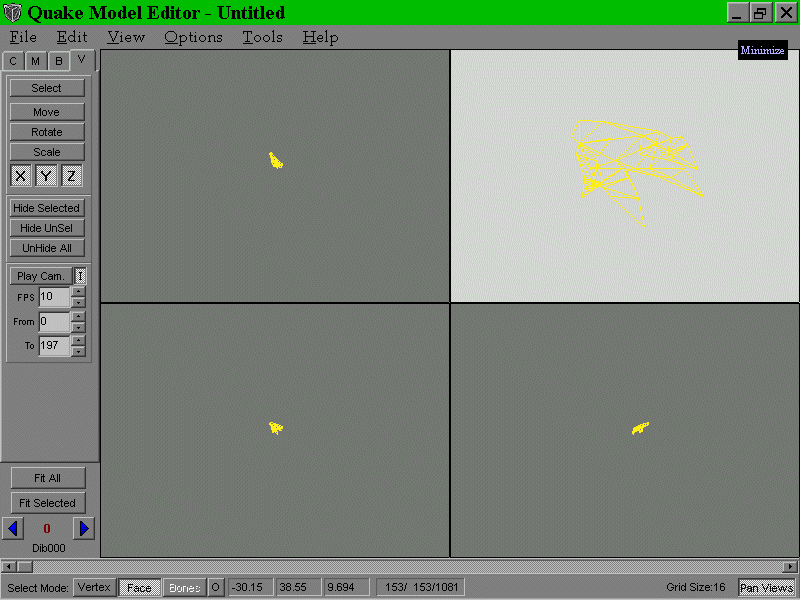 Quake Model Editor - Untitled
File Edit View Options Tools Help
Minimize
C M B V
Select
Move
Rotate
Scale
X Y Z
Hide Selected
Hide UnSel
UnHide All
Play Cam. I
FPS 10
From 0
To 197
Fit All
Fit Selected
0
Dib000
Select Mode: Vertex Face Bones O -30.15 38.55 9.694 153/ 153/1081 Grid Size:16 Pan Views